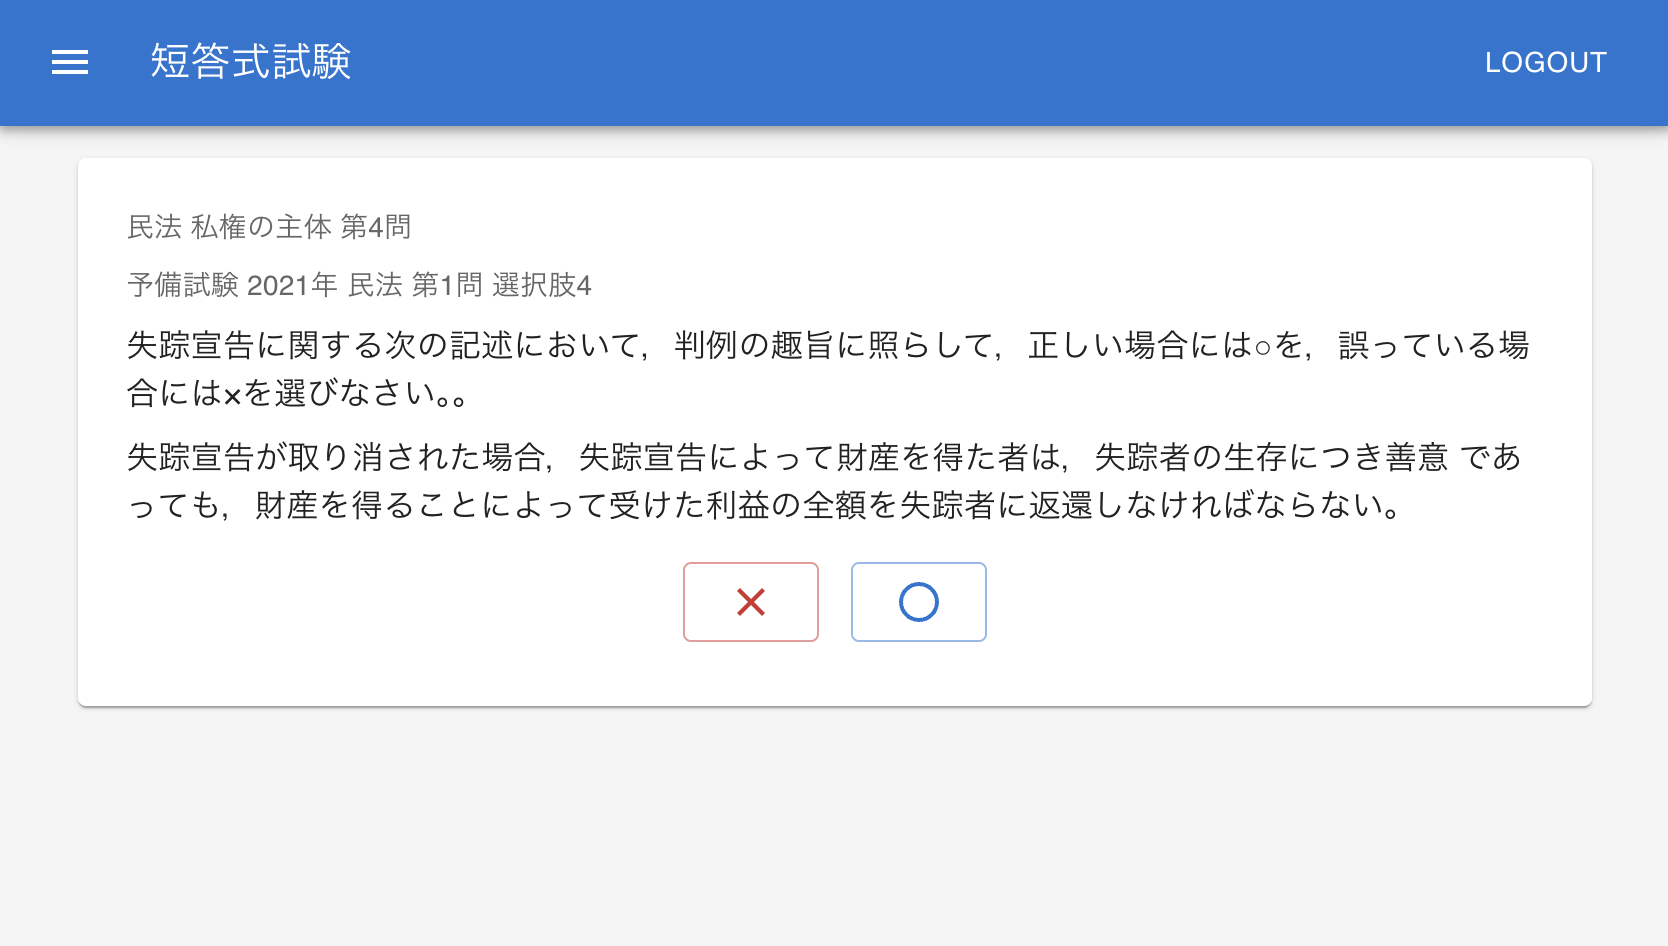 短答式試験
LOGOUT
民法 私権の主体 第4問
予備試験 2021年 民法 第1問 選択肢4
失踪宣告に関する次の記述において，判例の趣旨に照らして，正しい場合には○を，誤っている場
合には×を選びなさい。。
失踪宣告が取り消された場合，失踪宣告によって財産を得た者は，失踪者の生存につき善意 であ
っても，財産を得ることによって受けた利益の全額を失踪者に返還しなければならない。